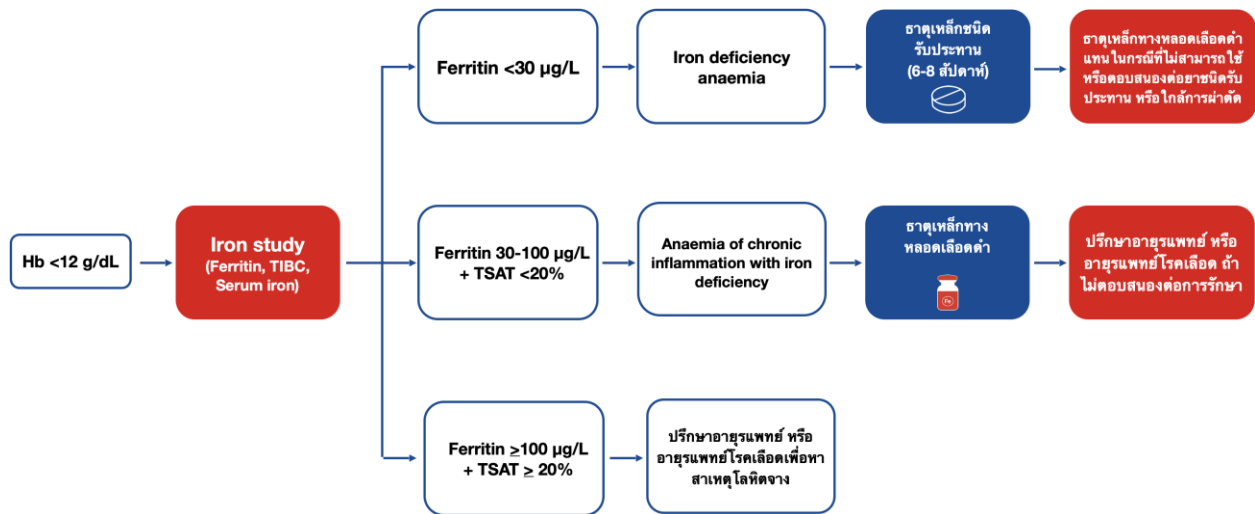 Hb <12 g/dL
Iron study
(Ferritin, TIBC,
Serum iron)
Ferritin <30 µg/L
Iron deficiency
anaemia
ธาตุเหล็กชนิด
รับประทาน
(6-8 สัปดาห์)
ธาตุเหล็กทางหลอดเลือดดำ
แทนในกรณีที่ไม่สามารถใช้
หรือตอบสนองต่อยาชนิดรับ
ประทาน หรือใกล้การผ่าตัด
Ferritin 30-100 µg/L
+ TSAT <20%
Anaemia of chronic
inflammation with iron
deficiency
ธาตุเหล็กทาง
หลอดเลือดดำ
Fe
ปรึกษาอายุรแพทย์ หรือ
อายุรแพทย์โรคเลือด ถ้า
ไม่ตอบสนองต่อการรักษา
Ferritin ≥100 µg/L
+ TSAT ≥ 20%
ปรึกษาอายุรแพทย์ หรือ
อายุรแพทย์โรคเลือดเพื่อหา
สาเหตุโลหิตจาง